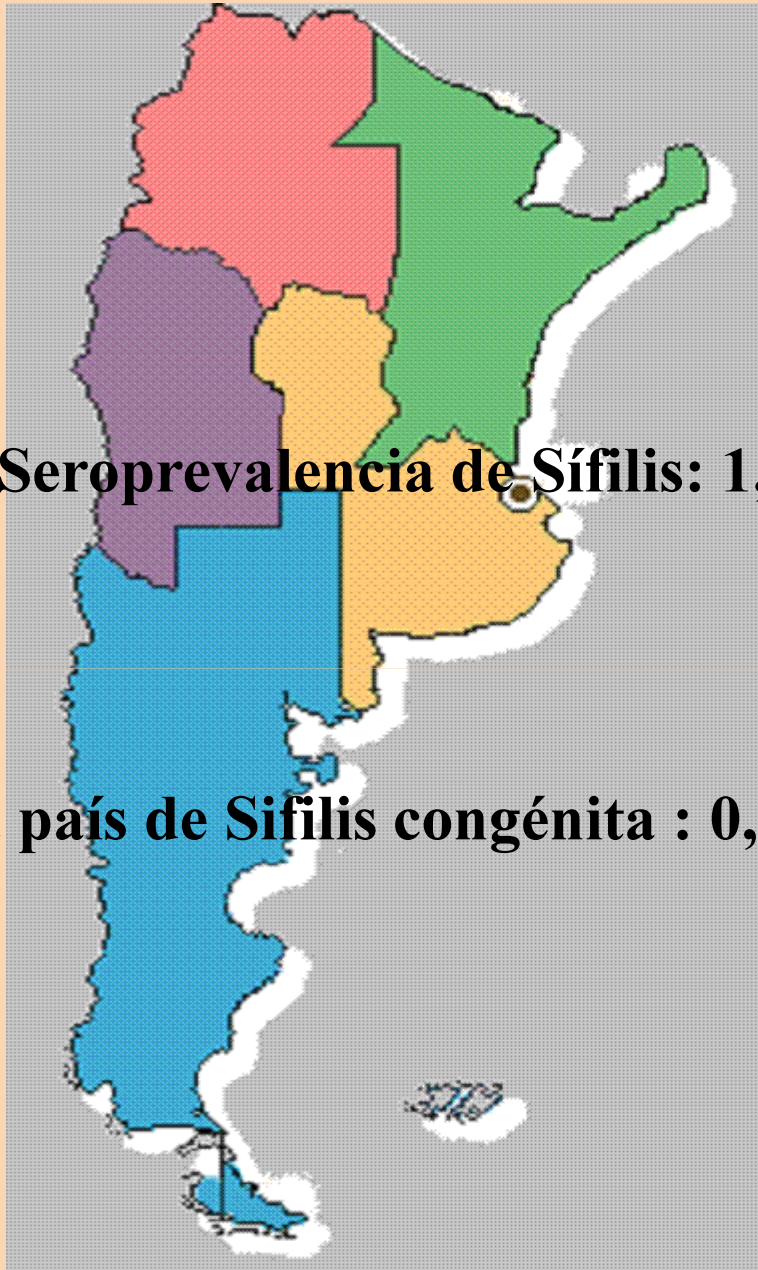 Seroprevalencia de Sífilis: 1,
país de Sifilis congénita : 0,